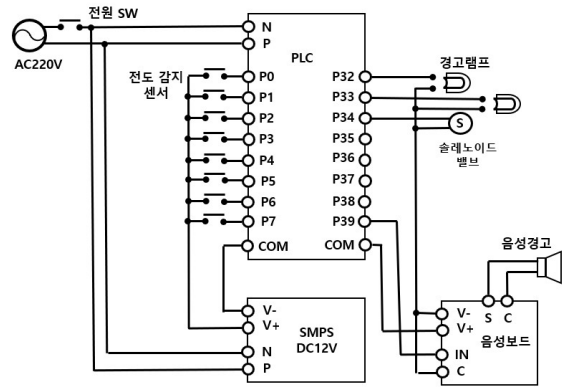 전원 SW
AC220V
N
P
PLC
전도 감지
센서
P0
P1
P2
P3
P4
P5
P6
P7
COM
P32
P33
P34
P35
P36
P37
P38
P39
COM
경고램프
S
솔레노이드
밸브
V-
V+
N
P
SMPS
DC12V
음성경고
S
C
V-
V+
IN
C
음성보드